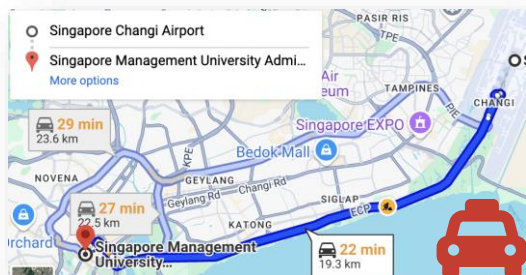 Singapore Changi Airport
Singapore Management University Admi...
More options
PASIR RIS
TPE
Air
eum
TAMPINES
PIE
CHANGI
S
29 min
23.6 km
Singapore EXPO
KPE
Bedok Mall
NOVENA
GEYLANG
Changi Rd
Geylang Rd
27 min
22.5 km
SIGLAP
ECP
KATONG
Orchard
Singapore Management
University...
22 min
19.3 km